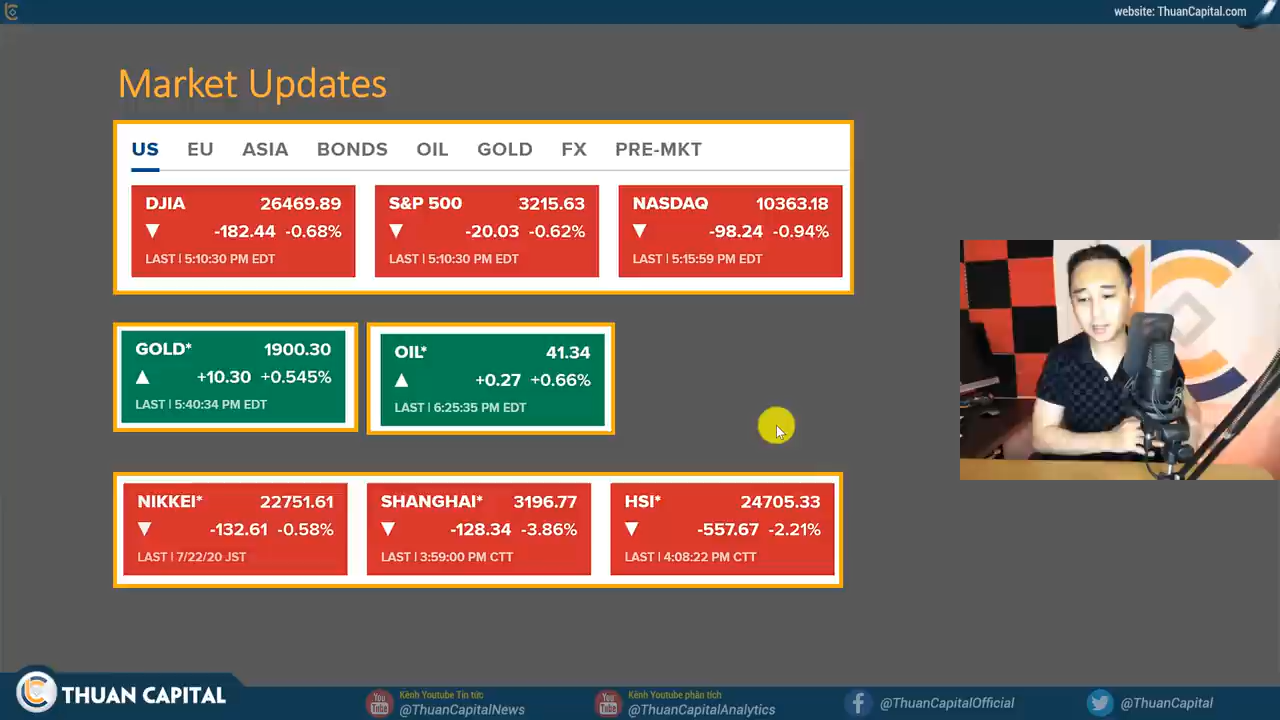 website: ThuanCapital.com
Market Updates
US EU ASIA BONDS OIL GOLD FX PRE-MKT
DJIA 26469.89
▼ -182.44 -0.68%
LAST | 5:10:30 PM EDT
S&P 500 3215.63
▼ -20.03 -0.62%
LAST | 5:10:30 PM EDT
NASDAQ 10363.18
▼ -98.24 -0.94%
LAST | 5:15:59 PM EDT
GOLD* 1900.30
▲ +10.30 +0.545%
LAST | 5:40:34 PM EDT
OIL* 41.34
▲ +0.27 +0.66%
LAST | 6:25:35 PM EDT
NIKKEI* 22751.61
▼ -132.61 -0.58%
LAST | 7/22/20 JST
SHANGHAI* 3196.77
▼ -128.34 -3.86%
LAST | 3:59:00 PM CTT
HSI* 24705.33
▼ -557.67 -2.21%
LAST | 4:08:22 PM CTT
THUAN CAPITAL
You Tube
Kênh Youtube Tin tức
@ThuanCapitalNews
You Tube
Kênh Youtube phân tích
@ThuanCapitalAnalytics
@ThuanCapitalOfficial
@ThuanCapital